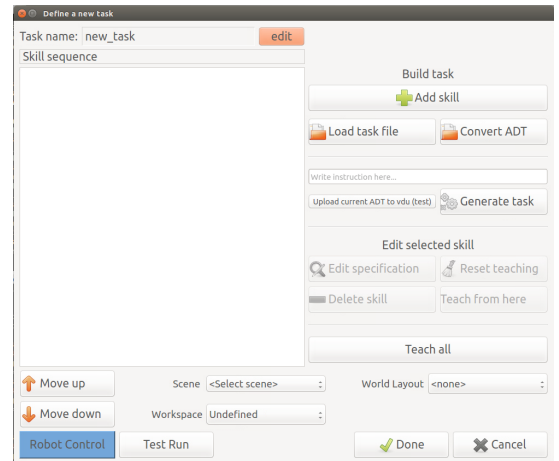 Define a new task
Task name: new_task edit
Skill sequence
Build task
Add skill
Load task file Convert ADT
Write instruction here...
Upload current ADT to vdu (test) Generate task
Edit selected skill
Edit specification Reset teaching
Delete skill Teach from here
Teach all
Move up Scene <Select scene> World Layout <none>
Move down Workspace Undefined
Robot Control Test Run Done Cancel